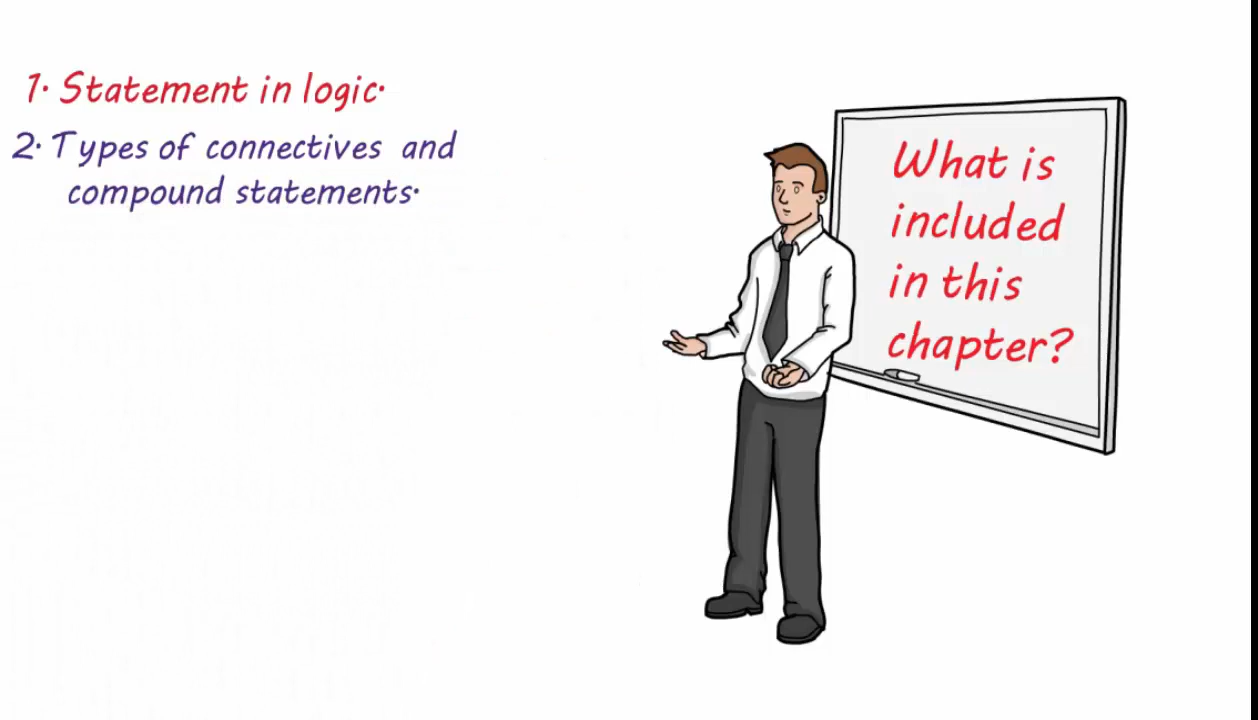 1. Statement in logic.
2. Types of connectives and
compound statements.
What is
included
in this
chapter?